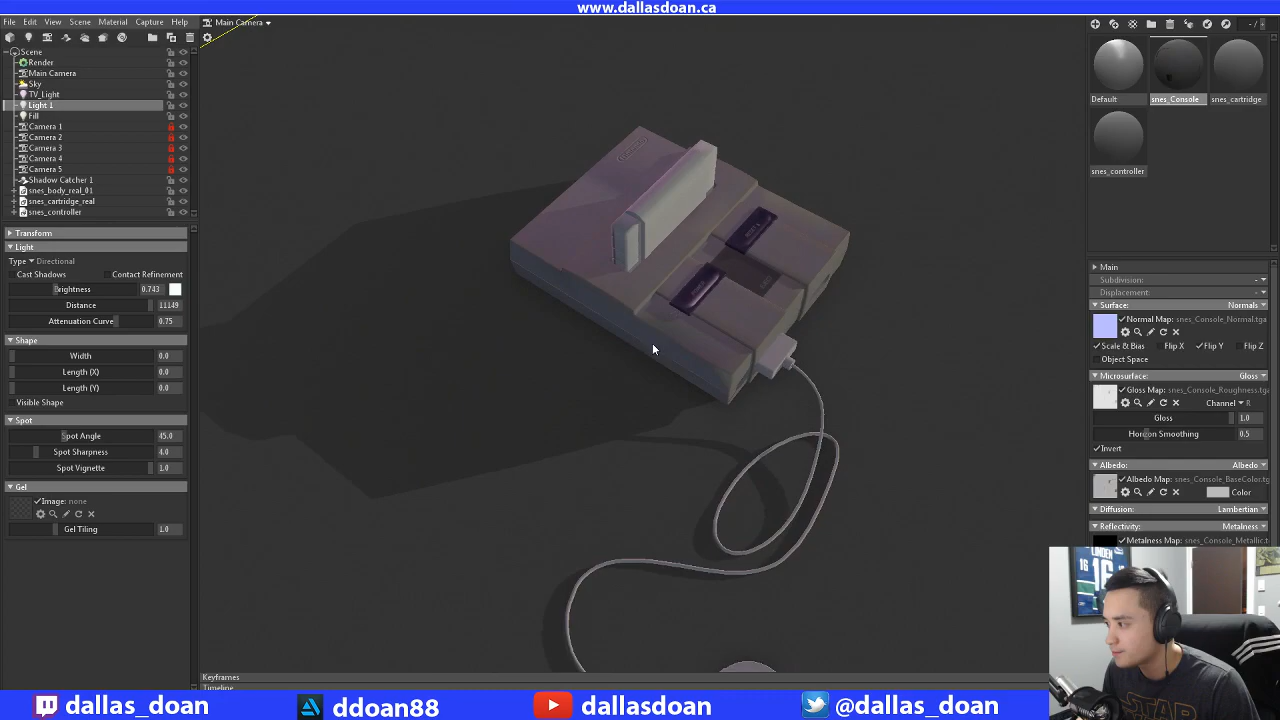 www.dallasdoan.ca
File Edit View Scene Material Capture Help
Main Camera
Scene
Render
Main Camera
Sky
TV_Light
Light 1
Fill
Camera 1
Camera 2
Camera 3
Camera 4
Camera 5
Shadow Catcher 1
snes_body_real_01
snes_cartridge_real
snes_controller
Transform
Light
Type Directional
Cast Shadows Contact Refinement
Brightness 0.743
Distance 11149
Attenuation Curve 0.75
Shape
Width 0.0
Length (X) 0.0
Length (Y) 0.0
Visible Shape
Spot
Spot Angle 45.0
Spot Sharpness 4.0
Spot Vignette 1.0
Gel
Image: none
Gel Tiling 1.0
Keyframes
Timeline
Default snes_Console snes_cartridge
snes_controller
Main
Subdivision: -
Displacement: -
Surface: Normals
Normal Map: snes_Console_Normal.tga
Scale & Bias Flip X Flip Y Flip Z
Object Space
Microsurface: Gloss
Gloss Map: snes_Console_Roughness.tga
Channel R
Gloss 1.0
Horizon Smoothing 0.5
Invert
Albedo: Albedo
Albedo Map: snes_Console_BaseColor.tg
Color
Diffusion: Lambertian
Reflectivity: Metalness
Metalness Map: snes_Console_Metallic.t
LINDEN
16
16
STAR
dallas_doan
ddoan88
dallasdoan
@dallas_doan